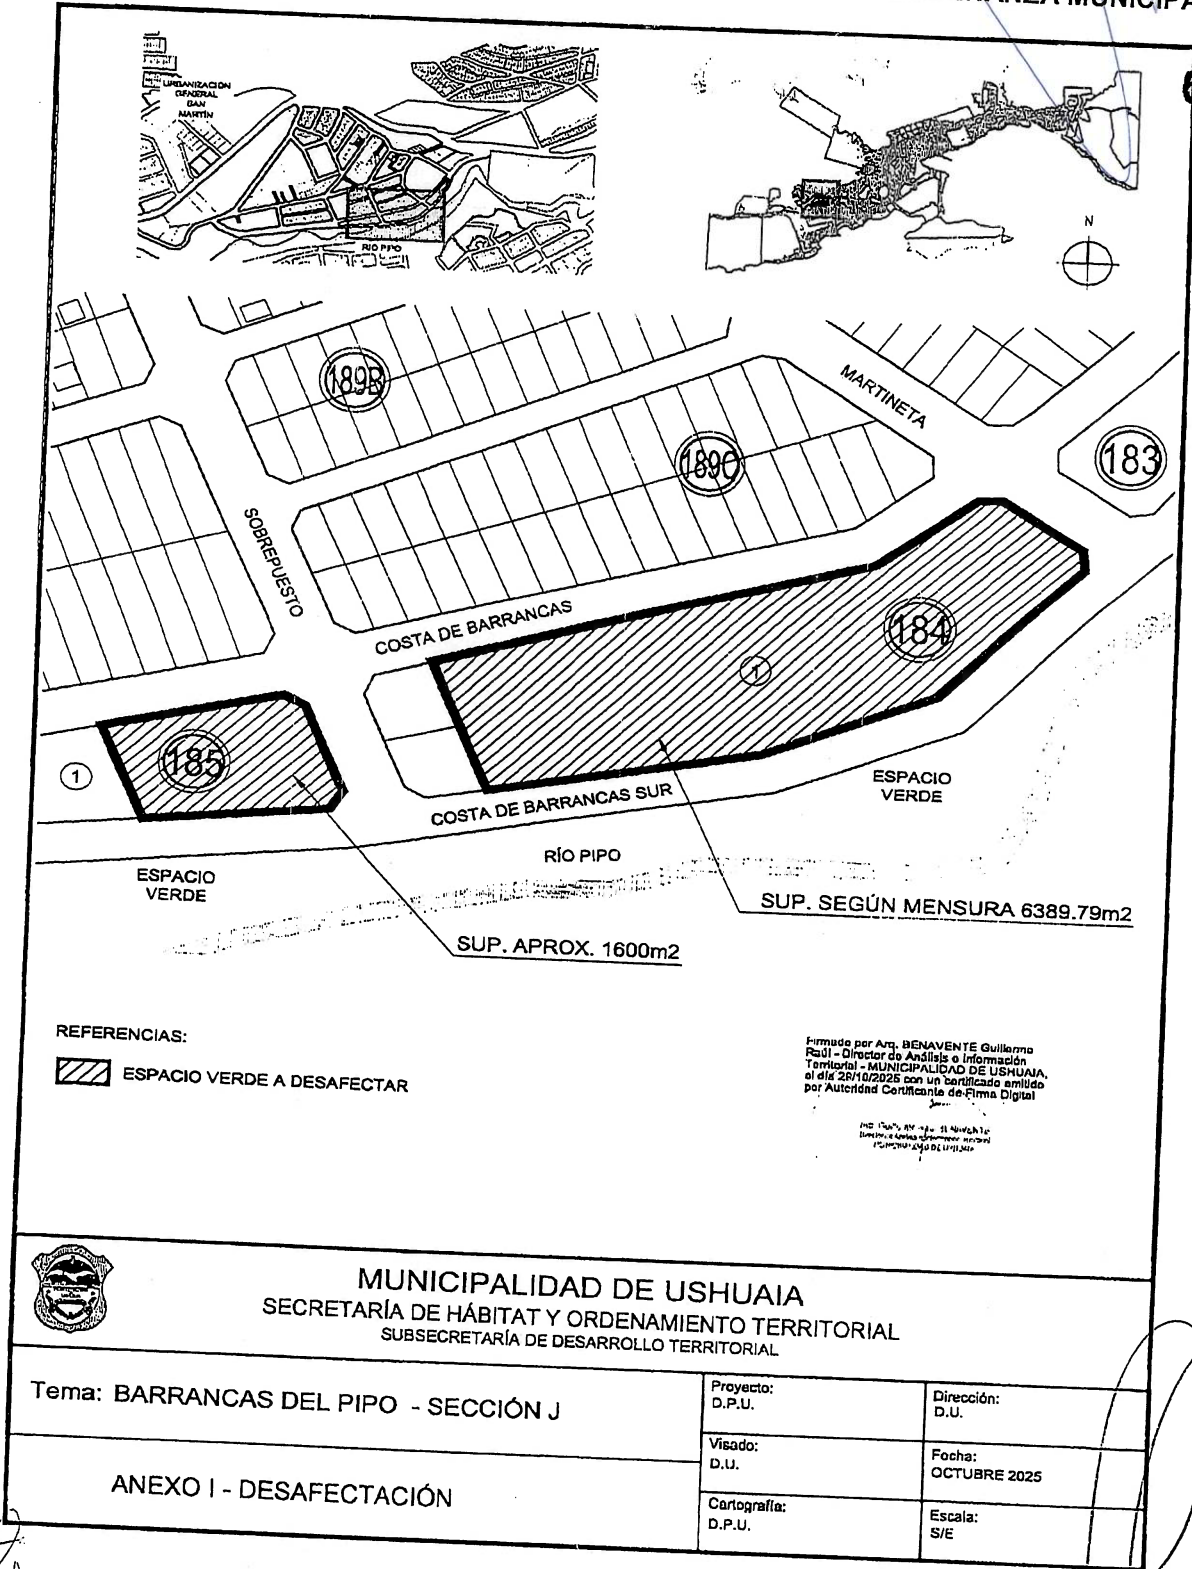 URBANIZACION
GENERAL
SAN
MARTÍN
RIO PIPO
N
189B
MARTINETA
189C
183
SOBREPUESTO
COSTA DE BARRANCAS
184
1
185
1
COSTA DE BARRANCAS SUR
ESPACIO
VERDE
RÍO PIPO
ESPACIO
VERDE
SUP. SEGÚN MENSURA 6389.79m2
SUP. APROX. 1600m2
REFERENCIAS:
ESPACIO VERDE A DESAFECTAR
Firmado por Arq. BENAVENTE Guillermo
Raúl - Director de Análisis e Información
Territorial - MUNICIPALIDAD DE USHUAIA,
el día 28/10/2025 con un certificado emitido
por Autoridad Certificante de Firma Digital
MUNICIPALIDAD DE USHUAIA
SECRETARÍA DE HÁBITAT Y ORDENAMIENTO TERRITORIAL
SUBSECRETARÍA DE DESARROLLO TERRITORIAL
Tema: BARRANCAS DEL PIPO - SECCIÓN J
ANEXO I - DESAFECTACIÓN
Proyecto:
D.P.U.
Dirección:
D.U.
Visado:
D.U.
Fecha:
OCTUBRE 2025
Cartografía:
D.P.U.
Escala:
S/E